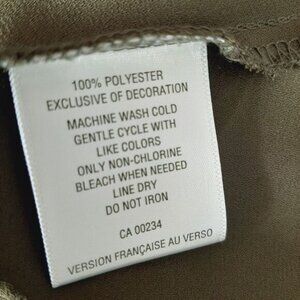 100% POLYESTER
EXCLUSIVE OF DECORATION
MACHINE WASH COLD
GENTLE CYCLE WITH
LIKE COLORS
ONLY NON-CHLORINE
BLEACH WHEN NEEDED
LINE DRY
DO NOT IRON
CA 00234
VERSION FRANÇAISE AU VERSO